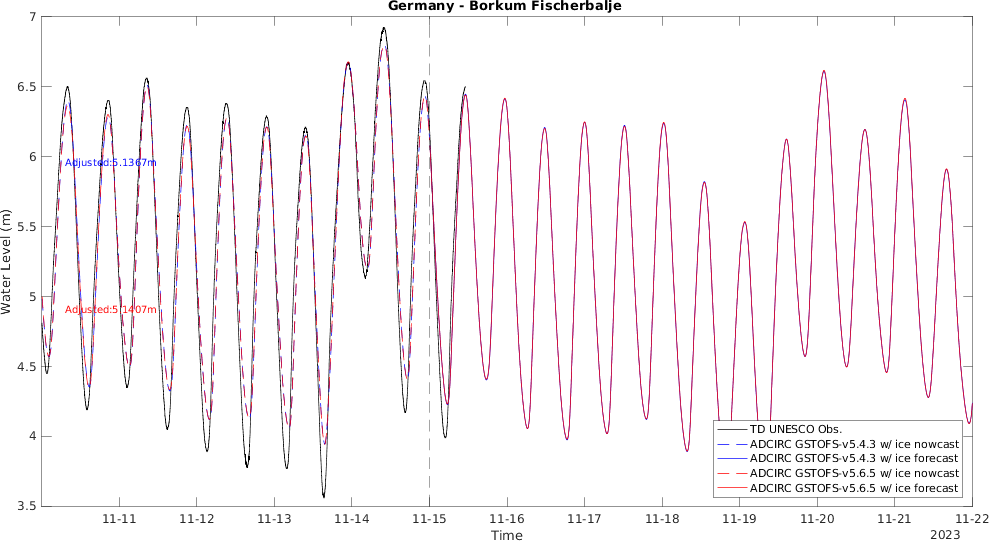 Germany - Borkum Fischerbalje
7
6.5
6
5.5
5
4.5
4
3.5
Water Level (m)
Adjusted:5.1367m
Adjusted:5.1407m
TD UNESCO Obs.
ADCIRC GSTOFS-v5.4.3 w/ ice nowcast
ADCIRC GSTOFS-v5.4.3 w/ ice forecast
ADCIRC GSTOFS-v5.6.5 w/ ice nowcast
ADCIRC GSTOFS-v5.6.5 w/ ice forecast
11-11 11-12 11-13 11-14 11-15 11-16 11-17 11-18 11-19 11-20 11-21 11-22
Time
2023